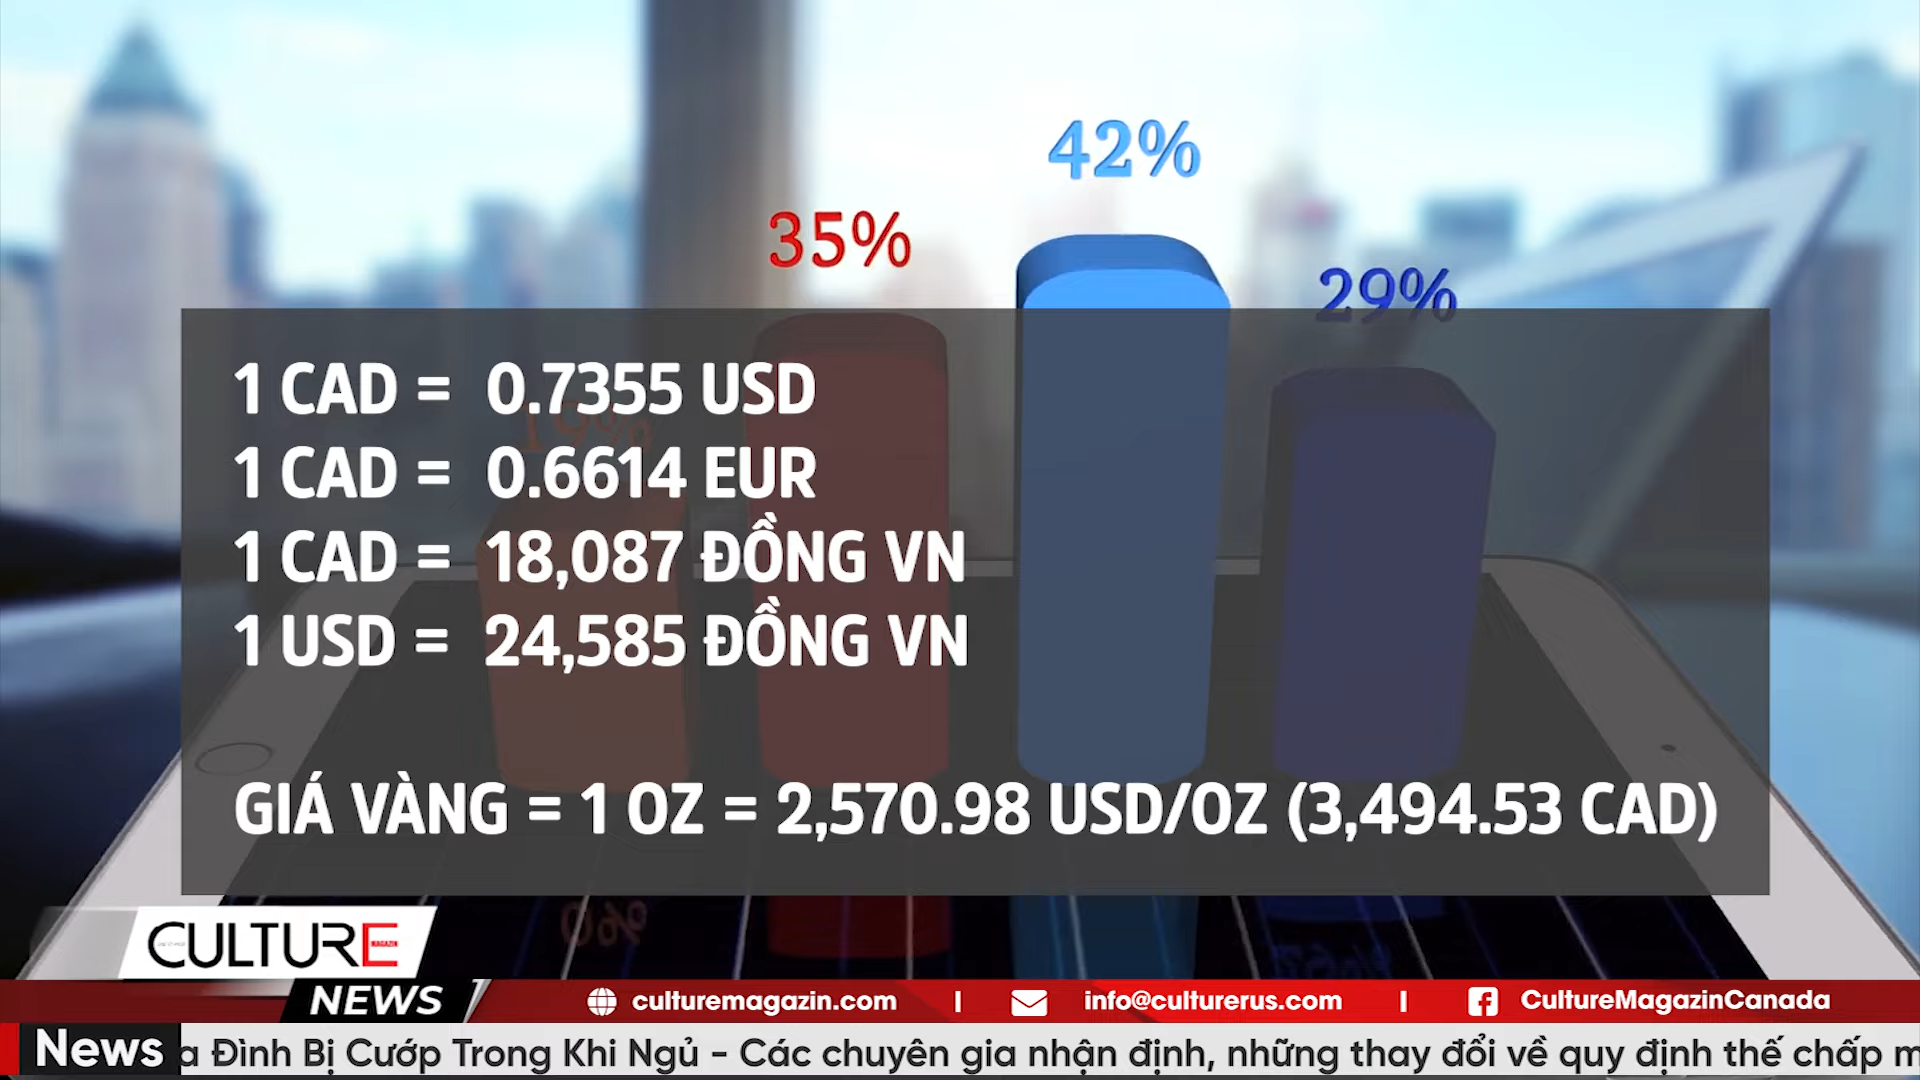 42%
35%
29%
19%
1 CAD = 0.7355 USD
1 CAD = 0.6614 EUR
1 CAD = 18,087 ĐỒNG VN
1 USD = 24,585 ĐỒNG VN
GIÁ VÀNG = 1 OZ = 2,570.98 USD/OZ (3,494.53 CAD)
CULTURE
MAGAZIN
NEWS
culturemagazin.com | info@culturerus.com | CultureMagazinCanada
News
a Đình Bị Cướp Trong Khi Ngủ - Các chuyên gia nhận định, những thay đổi về quy định thế chấp m